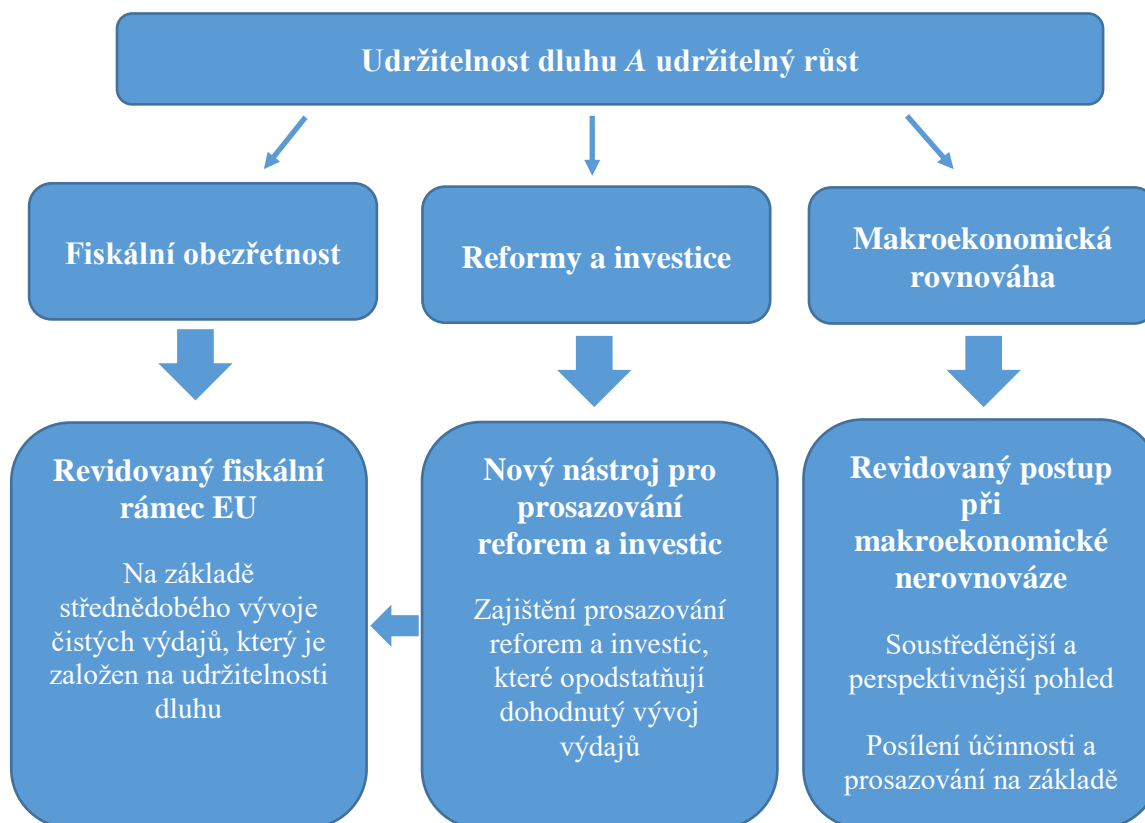 Udržitelnost dluhu A udržitelný růst
Fiskální obezřetnost
Reformy a investice
Makroekonomická
rovnováha
Revidovaný fiskální
rámec EU
Na základě
střednědobého vývoje
čistých výdajů, který je
založen na udržitelnosti
dluhu
Nový nástroj pro
prosazování
reforem a investic
Zajištění prosazování
reforem a investic,
které opodstatňují
dohodnutý vývoj
výdajů
Revidovaný postup
při
makroekonomické
nerovnováze
Soustředěnější a
perspektivnější pohled
Posílení účinnosti a
prosazování na základě